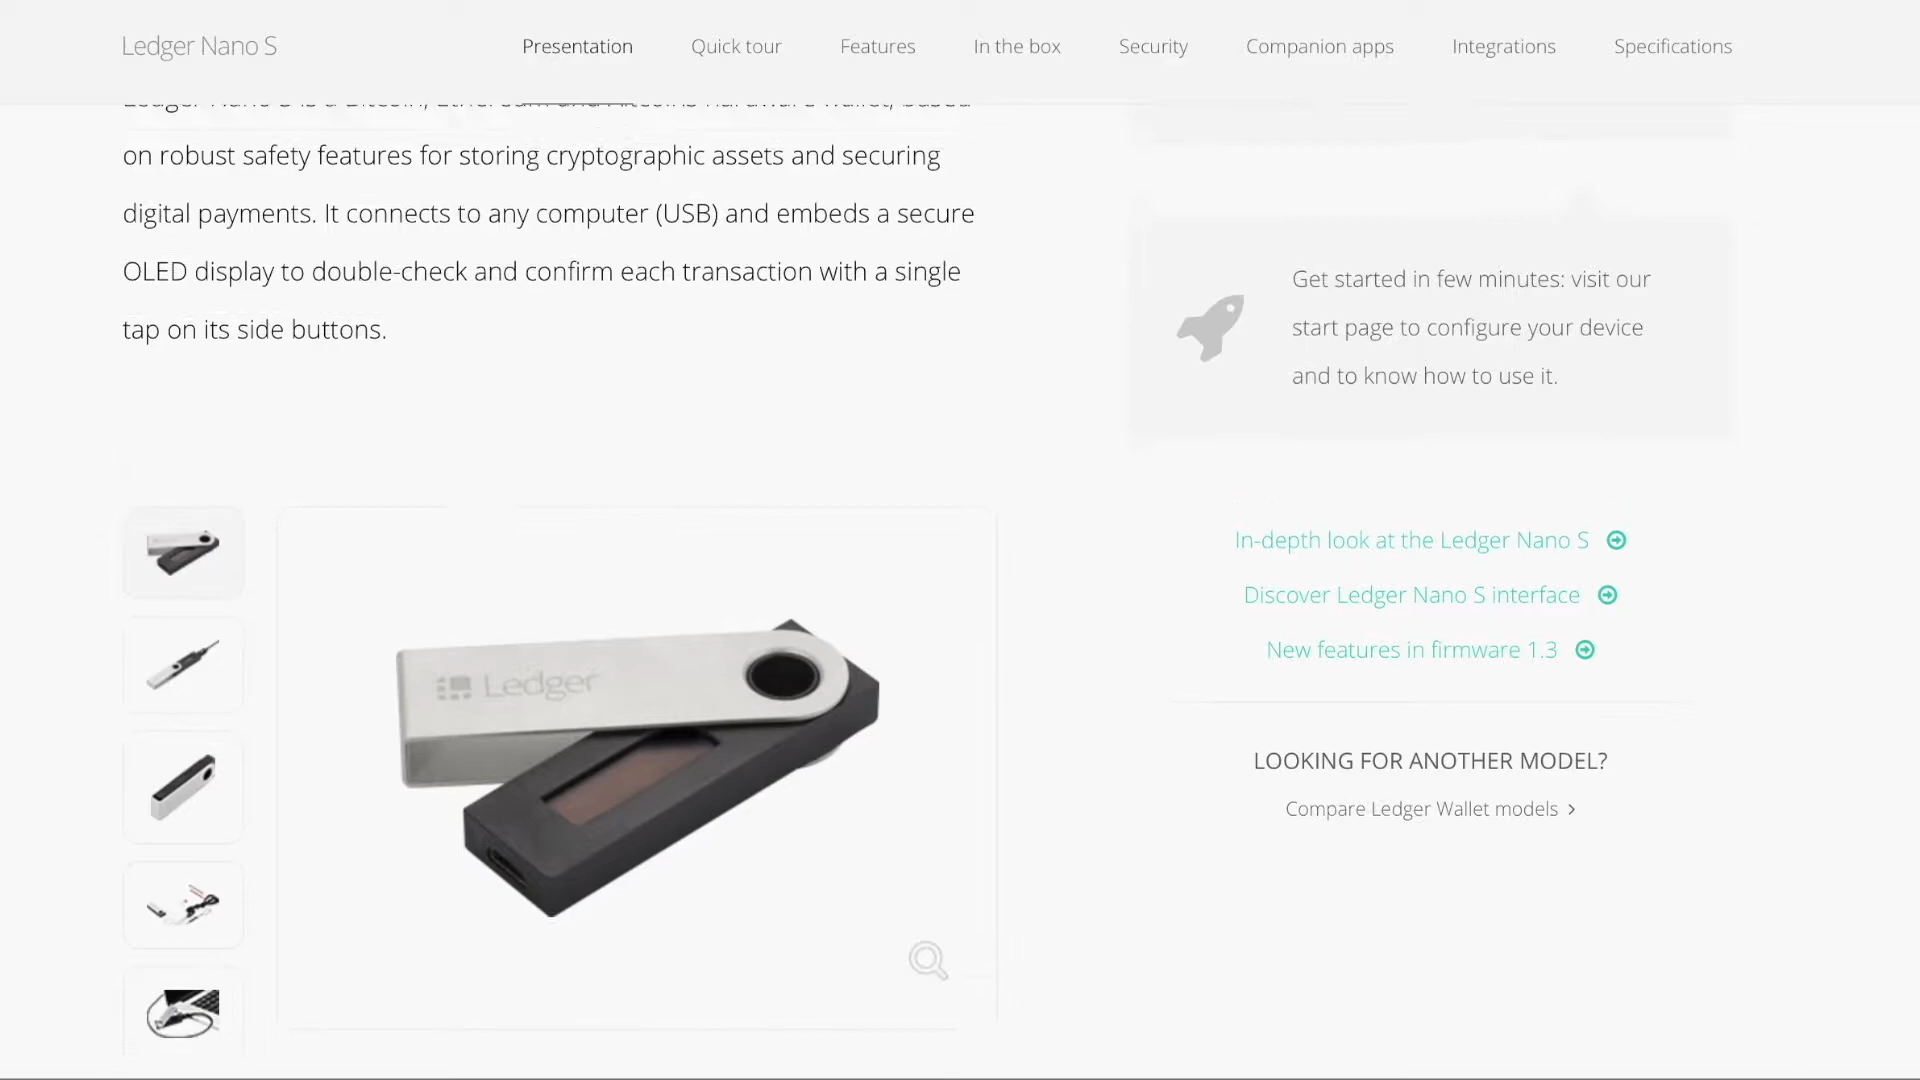 Ledger Nano S
Presentation
Quick tour
Features
In the box
Security
Companion apps
Integrations
Specifications
on robust safety features for storing cryptographic assets and securing
digital payments. It connects to any computer (USB) and embeds a secure
OLED display to double-check and confirm each transaction with a single
tap on its side buttons.
Get started in few minutes: visit our
start page to configure your device
and to know how to use it.
Ledger
In-depth look at the Ledger Nano S
Discover Ledger Nano S interface
New features in firmware 1.3
LOOKING FOR ANOTHER MODEL?
Compare Ledger Wallet models